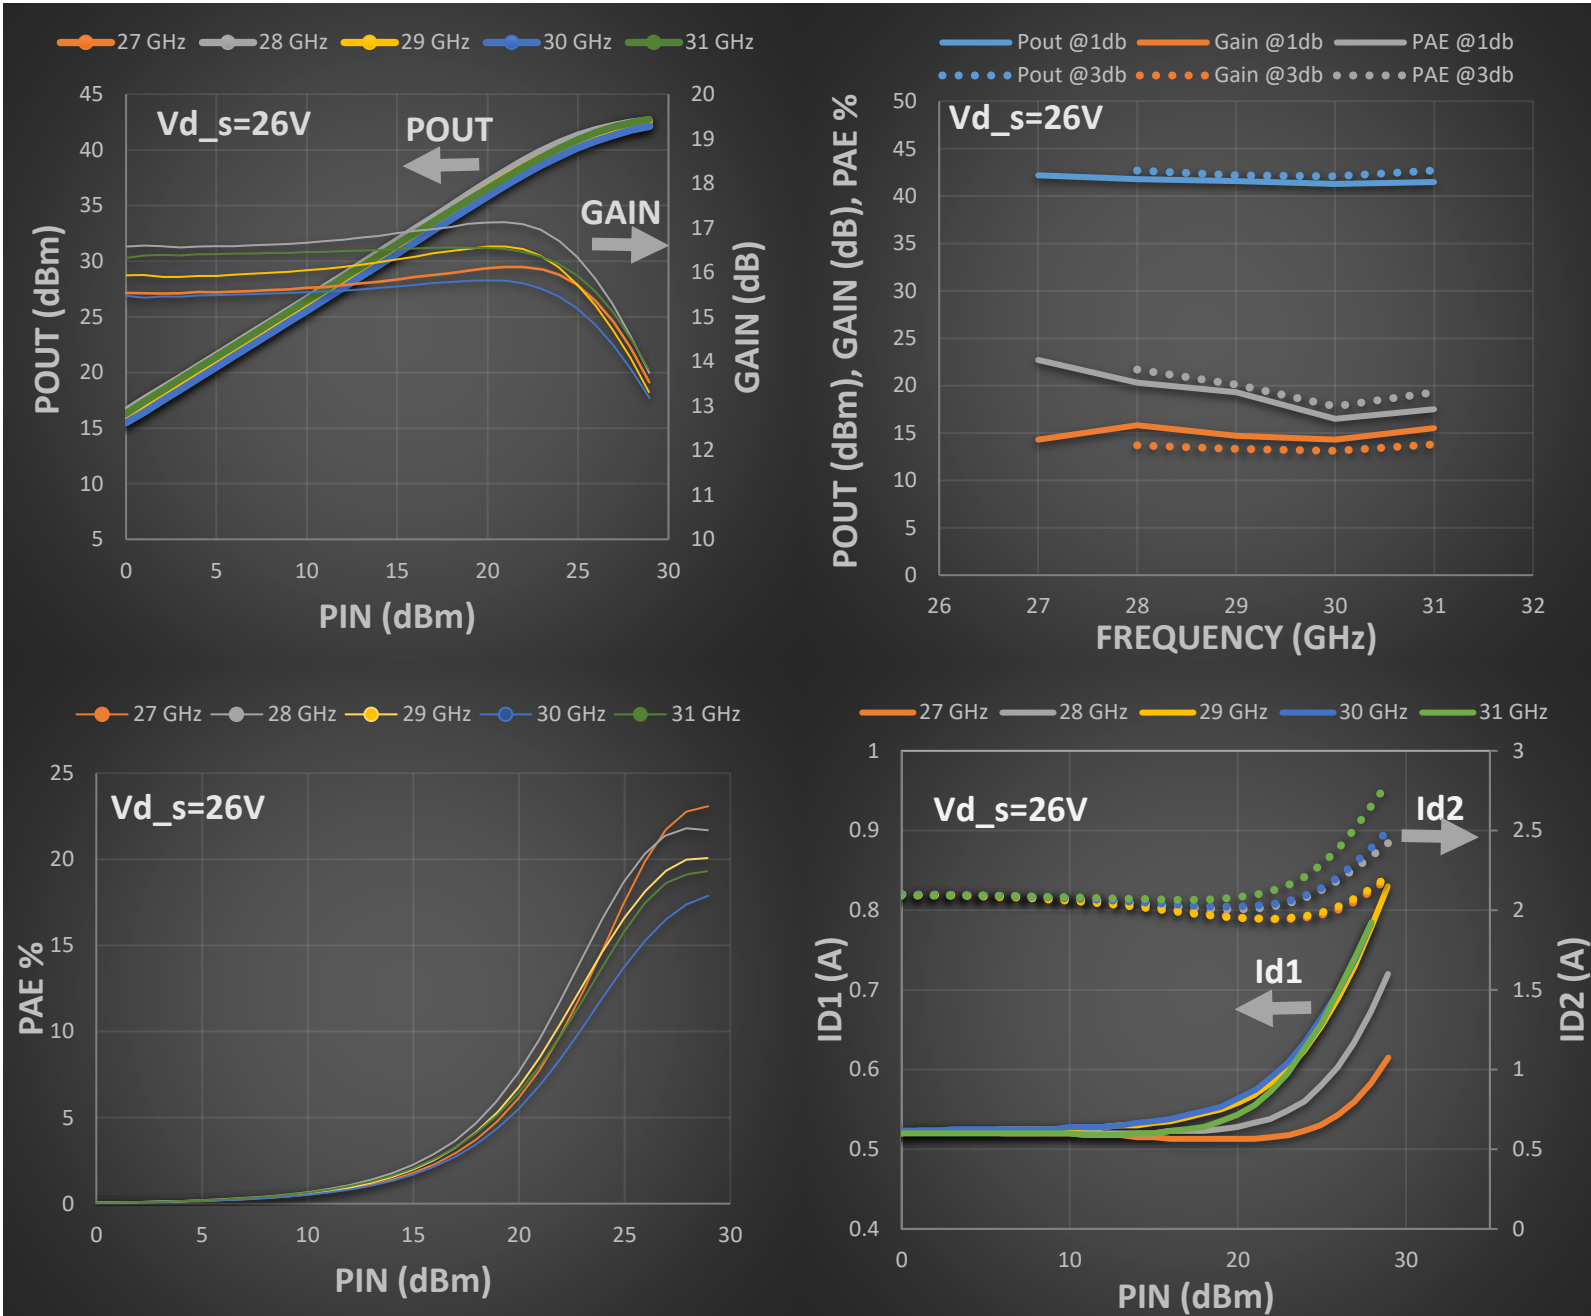 27 GHz 28 GHz 29 GHz 30 GHz 31 GHz
45
40
35
30
25
20
15
10
5
20
19
18
17
16
15
14
13
12
11
10
0 5 10 15 20 25 30
Vd_s=26V
POUT
GAIN
POUT (dBm)
GAIN (dB)
PIN (dBm)
Pout @1db Gain @1db PAE @1db
Pout @3db Gain @3db PAE @3db
50
45
40
35
30
25
20
15
10
5
0
26 27 28 29 30 31 32
Vd_s=26V
POUT (dBm), GAIN (dB), PAE %
FREQUENCY (GHz)
27 GHz 28 GHz 29 GHz 30 GHz 31 GHz
25
20
15
10
5
0
0 5 10 15 20 25 30
Vd_s=26V
PAE %
PIN (dBm)
27 GHz 28 GHz 29 GHz 30 GHz 31 GHz
1
0.9
0.8
0.7
0.6
0.5
0.4
3
2.5
2
1.5
1
0.5
0
0 10 20 30
Vd_s=26V
Id2
Id1
ID1 (A)
ID2 (A)
PIN (dBm)